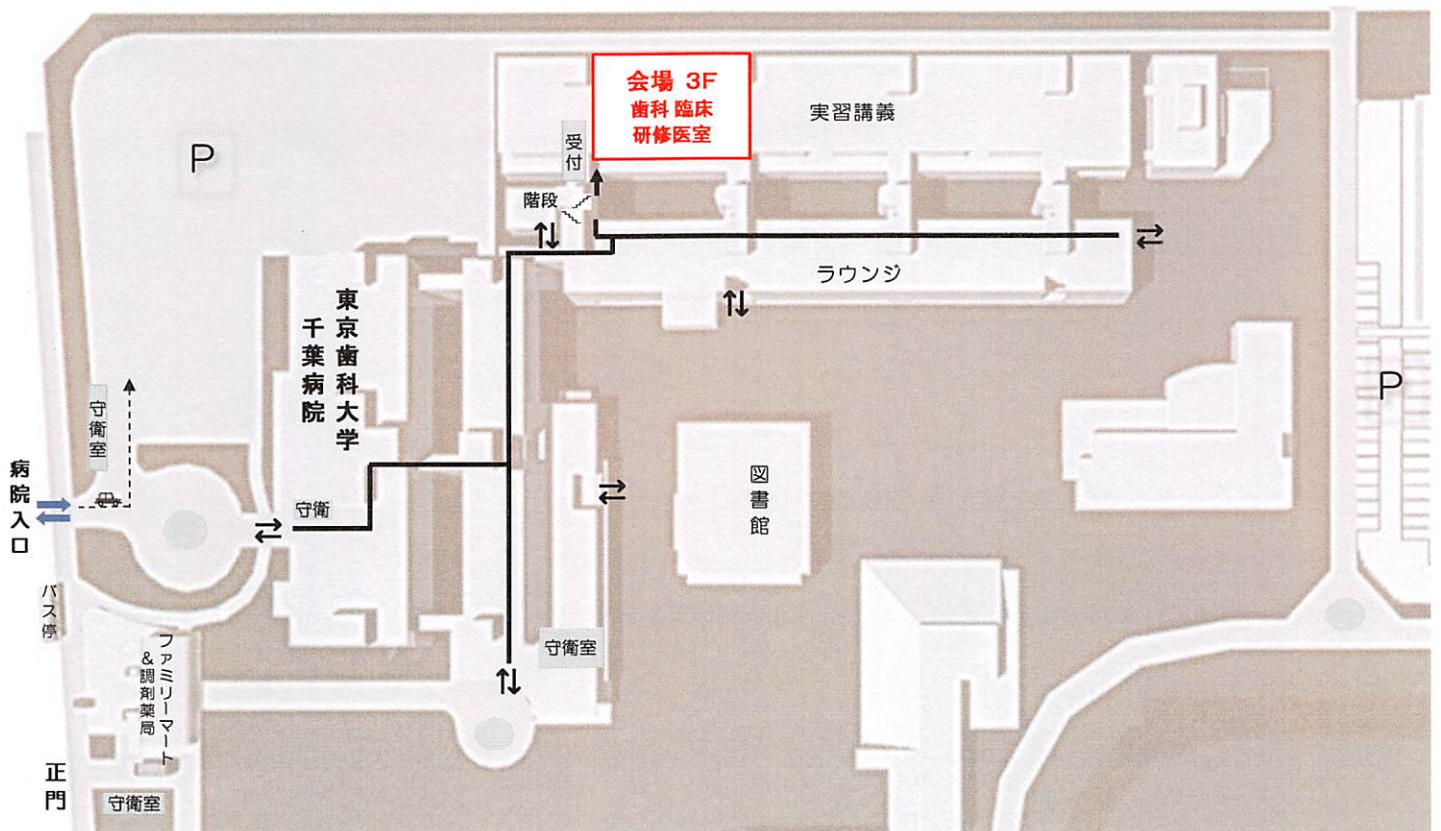 会場 3F
歯科 臨床
研修医室
実習講義
受付
P
階段
ラウンジ
東京歯科大学
千葉病院
P
守衛室
病院入口
守衛
図書館
バス停
守衛室
ファミリーマート
&調剤薬局
正門
守衛室